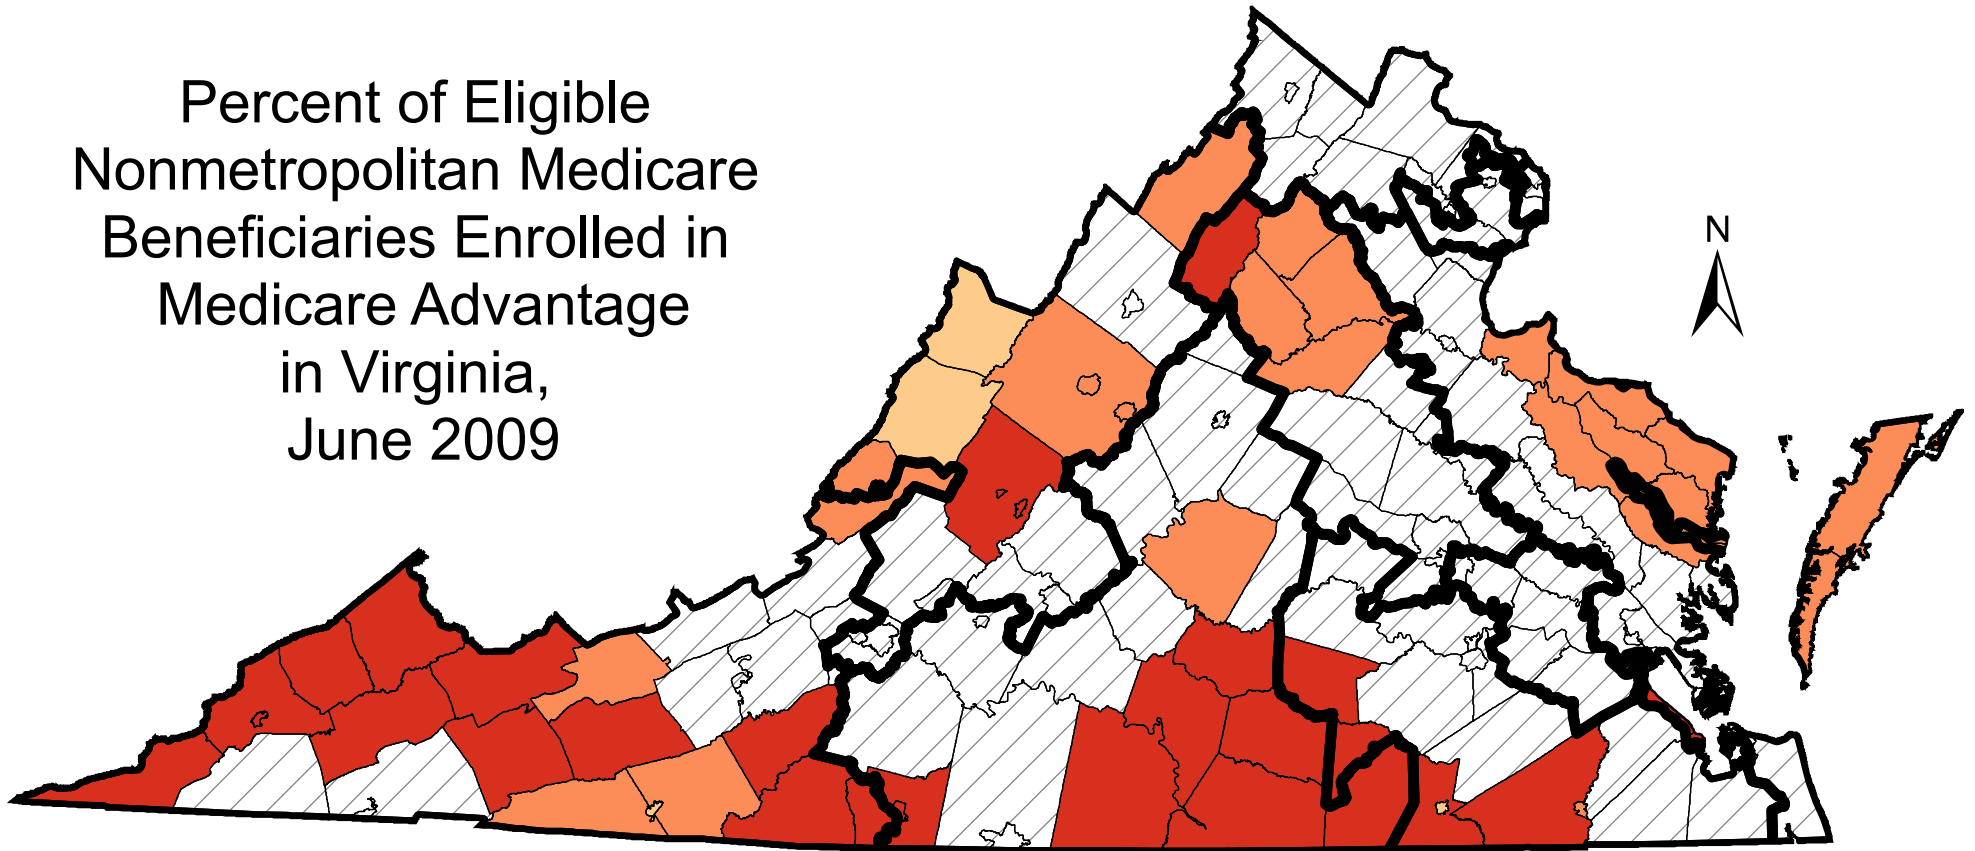 Percent of Eligible
Nonmetropolitan Medicare
Beneficiaries Enrolled in
Medicare Advantage
in Virginia,
June 2009
N